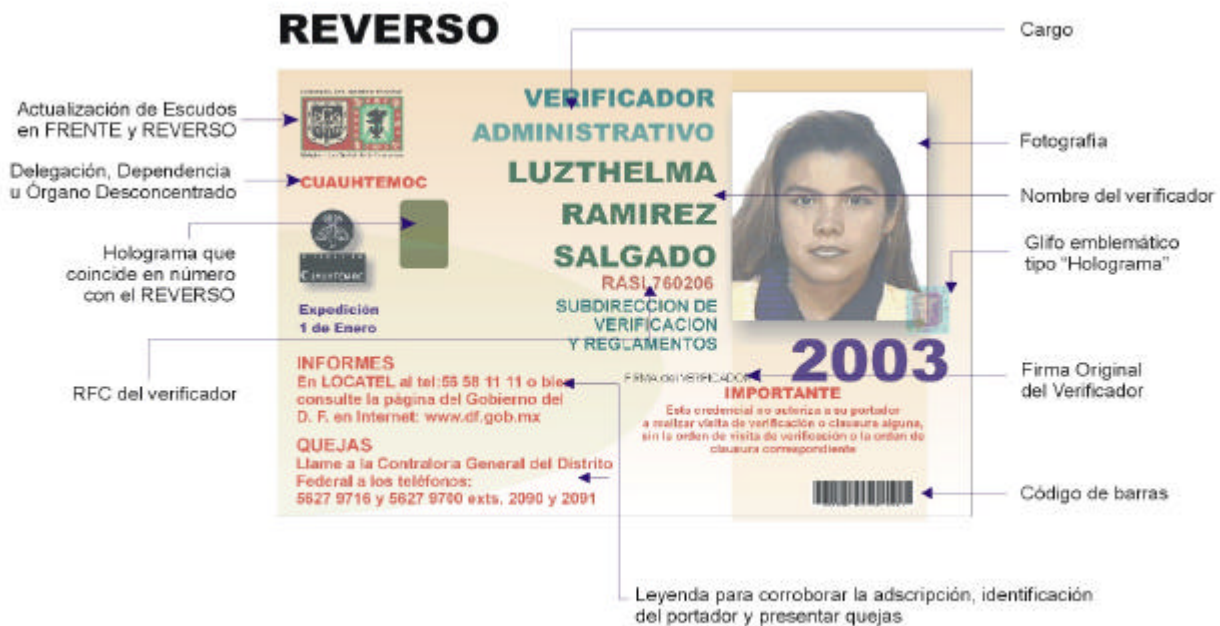 REVERSO
Cargo
Actualización de Escudos
en FRENTE y REVERSO
Delegación, Dependencia
u Órgano Desconcentrado
Holograma que
coincide en número
con el REVERSO
RFC del verificador
CUAUHTEMOC
CUAUHTEMOC
Expedición
1 de Enero
VERIFICADOR
ADMINISTRATIVO
LUZTHELMA
RAMIREZ
SALGADO
RASL760206
SUBDIRECCION DE
VERIFICACION
Y REGLAMENTOS
FIRMA del VERIFICADOR
2003
INFORMES
En LOCATEL al tel:56 58 11 11 o bien
consulte la página del Gobierno del
D. F. en Internet: www.df.gob.mx
QUEJAS
Llame a la Contraloria General del Distrito
Federal a los teléfonos:
5627 9716 y 5627 9700 exts. 2090 y 2091
IMPORTANTE
Esta credencial no autoriza a su portador
a realizar visita de verificación o clausura alguna,
sin la orden de visita de verificación o la orden de
clausura correspondiente
Fotografía
Nombre del verificador
Glifo emblemático
tipo “Holograma”
Firma Original
del Verificador
Código de barras
Leyenda para corroborar la adscripción, identificación
del portador y presentar quejas